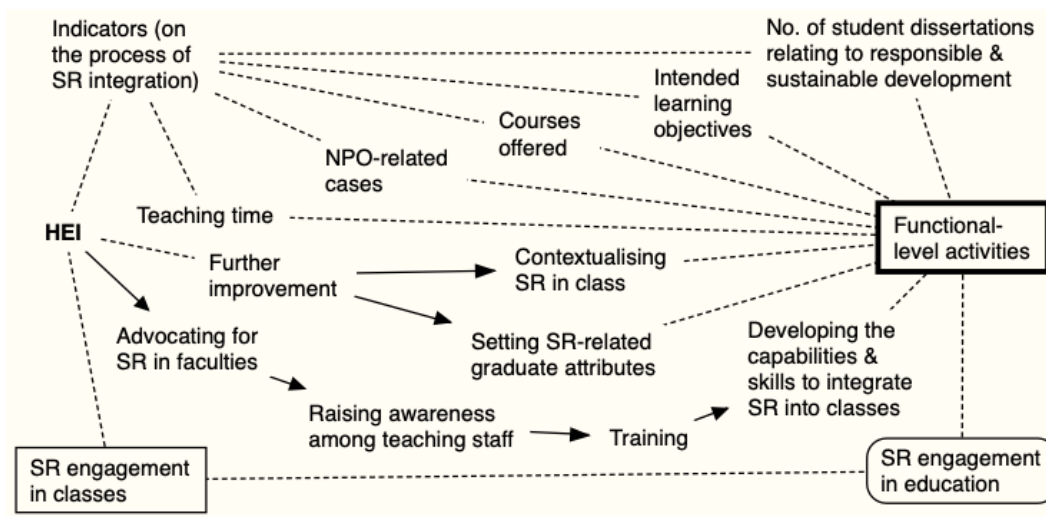 Indicators (on
the process of
SR integration)
No. of student dissertations
relating to responsible &
sustainable development
Intended
learning
objectives
Courses
offered
NPO-related
cases
Teaching time
HEI
Functional-
level activities
Further
improvement
Contextualising
SR in class
Advocating for
SR in faculties
Setting SR-related
graduate attributes
Developing the
capabilities &
skills to integrate
SR into classes
Raising awareness
among teaching staff
Training
SR engagement
in classes
SR engagement
in education